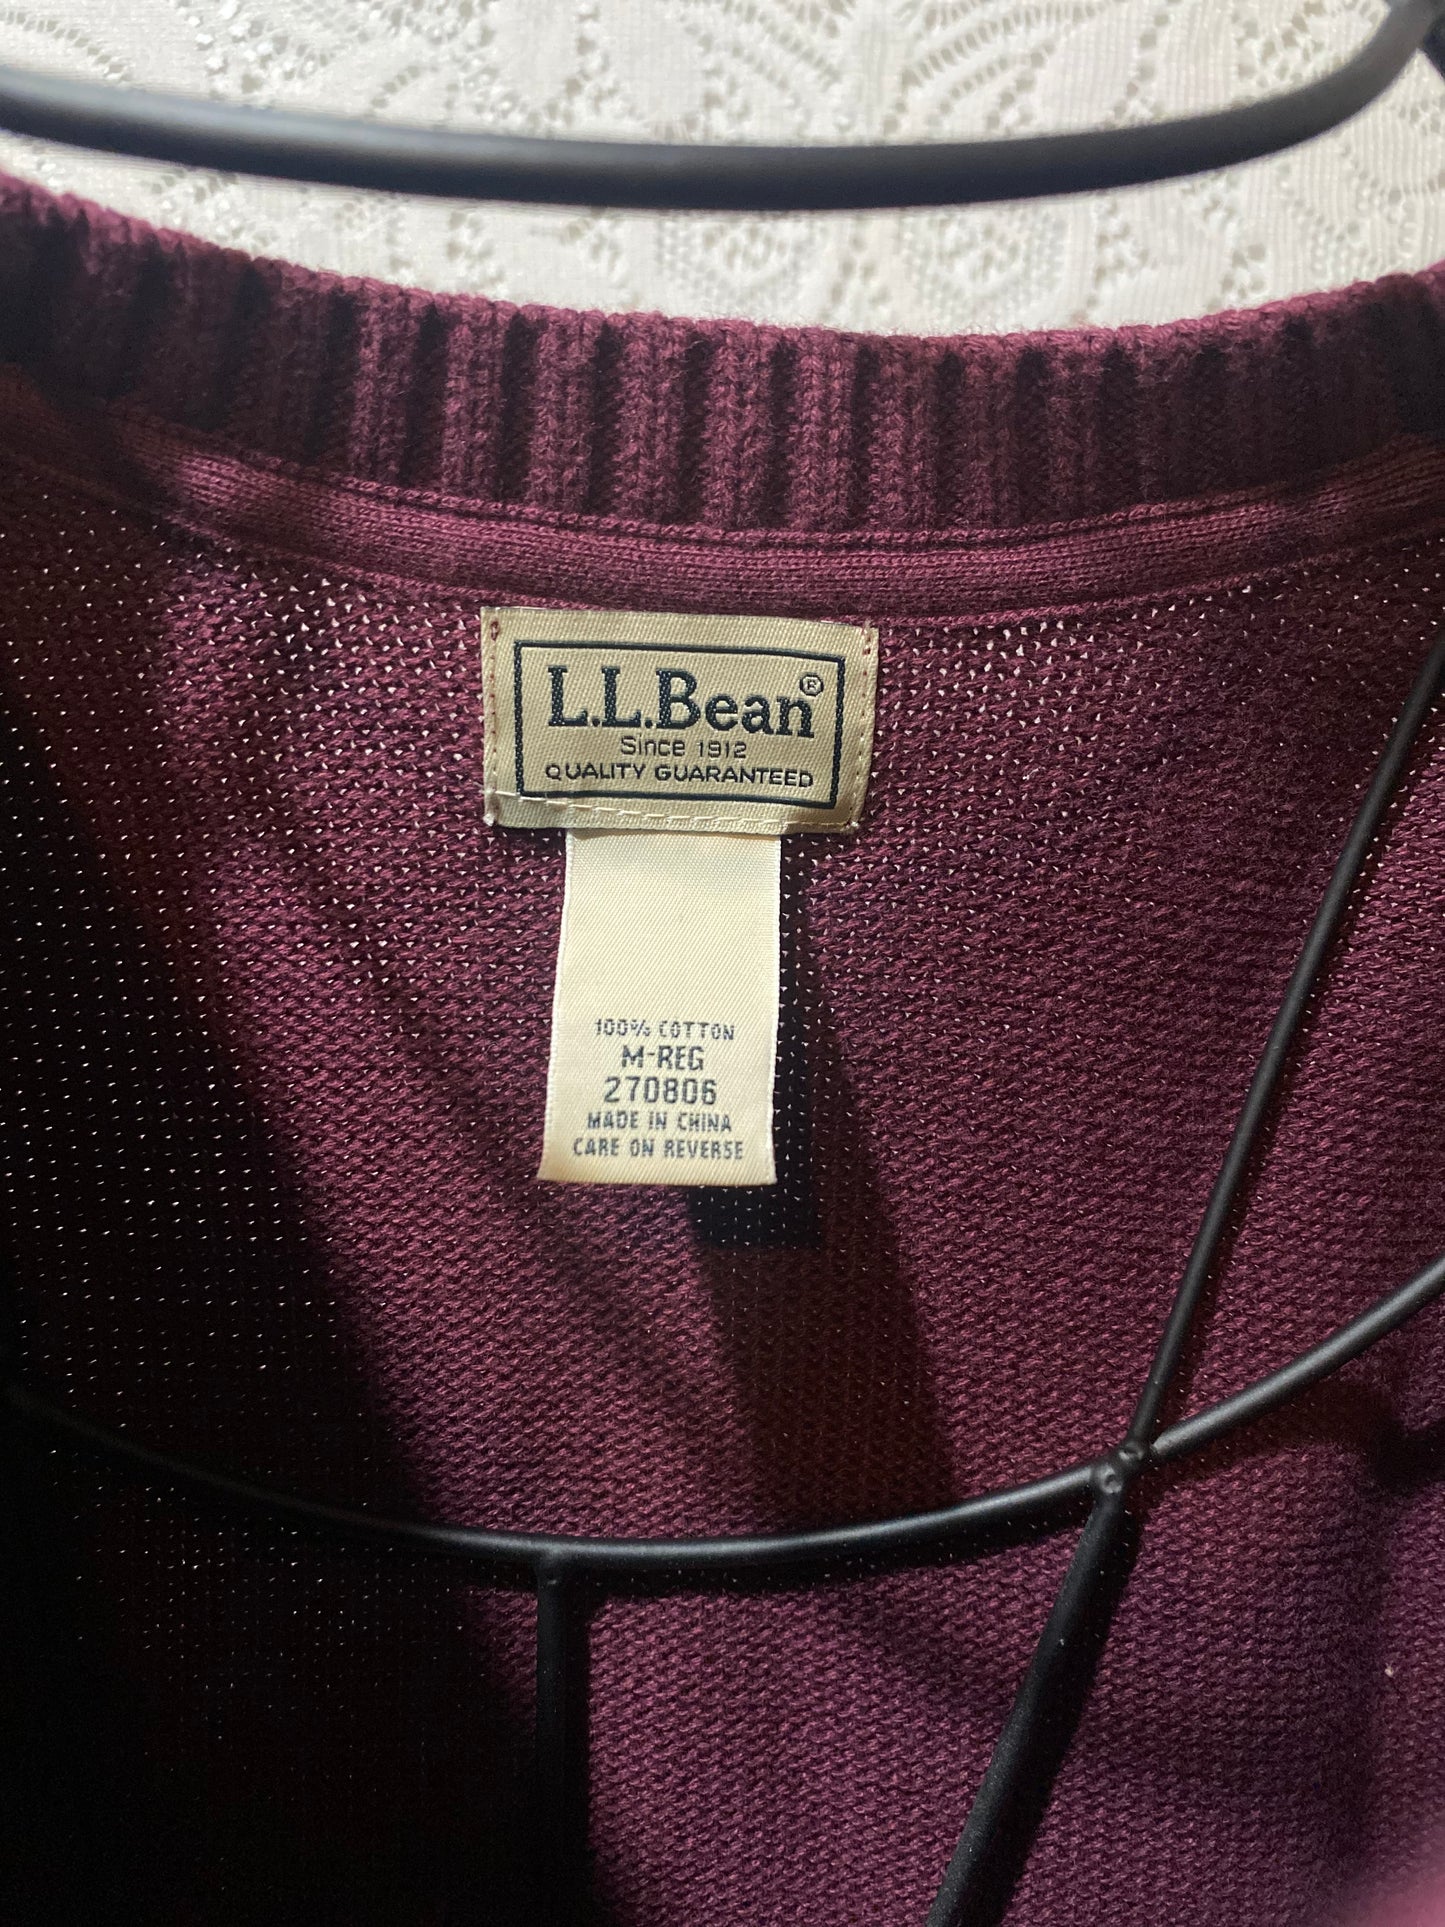 L.L.Bean®
Since 1912
QUALITY GUARANTEED
100% COTTON
M-REG
270806
MADE IN CHINA
CARE ON REVERSE